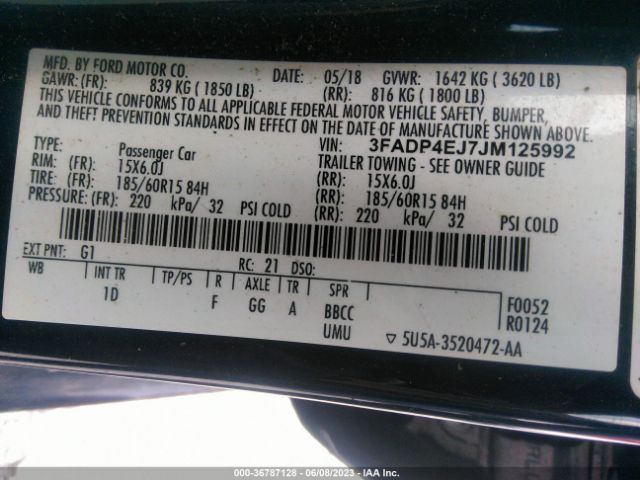 MFD. BY FORD MOTOR CO.
DATE: 05/18 GVWR: 1642 KG ( 3620 LB)
GAWR: (FR): 839 KG ( 1850 LB) (RR): 816 KG ( 1800 LB)
THIS VEHICLE CONFORMS TO ALL APPLICABLE FEDERAL MOTOR VEHICLE SAFETY, BUMPER,
AND THEFT PREVENTION STANDARDS IN EFFECT ON THE DATE OF MANUFACTURE SHOWN ABOVE.
VIN: 3FADP4EJ7JM125992
TYPE: Passenger Car TRAILER TOWING - SEE OWNER GUIDE
RIM: (FR): 15X6.0J (RR): 15X6.0J
TIRE: (FR): 185/60R15 84H (RR): 185/60R15 84H
PRESSURE: (FR): 220 kPa/ 32 PSI COLD (RR): 220 kPa/ 32 PSI COLD
EXT PNT: G1 RC: 21 DSO:
WB INT TR TP/PS R AXLE TR SPR
1D F GG A BBCC F0052
UMU R0124
5U5A-3520472-AA
000-36787128 - 06/08/2023 - IAA Inc.